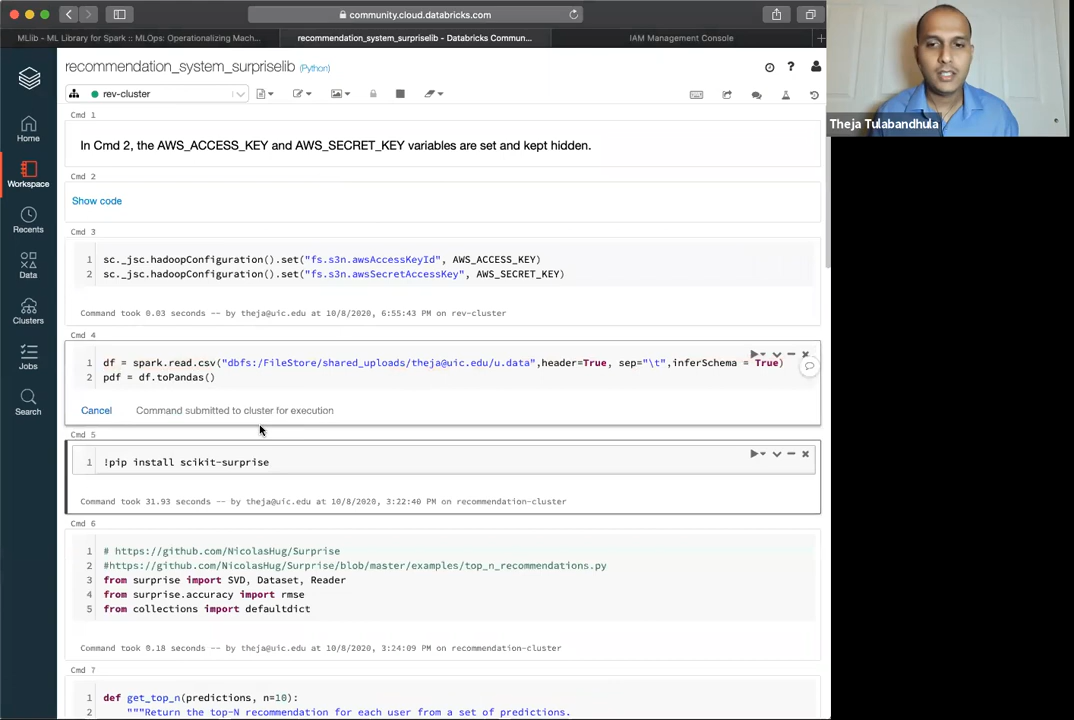 community.cloud.databricks.com
MLlib - ML Library for Spark :: MLOps: Operationalizing Mach...
recommendation_system_surpriselib - Databricks Commun...
IAM Management Console
recommendation_system_surpriselib (Python)
rev-cluster
Theja Tulabandhula
Home
Workspace
Recents
Data
Clusters
Jobs
Search
Cmd 1
In Cmd 2, the AWS_ACCESS_KEY and AWS_SECRET_KEY variables are set and kept hidden.
Cmd 2
Show code
Cmd 3
1 sc._jsc.hadoopConfiguration().set("fs.s3n.awsAccessKeyId", AWS_ACCESS_KEY)
2 sc._jsc.hadoopConfiguration().set("fs.s3n.awsSecretAccessKey", AWS_SECRET_KEY)
Command took 0.03 seconds -- by theja@uic.edu at 10/8/2020, 6:55:43 PM on rev-cluster
Cmd 4
1 df = spark.read.csv("dbfs:/FileStore/shared_uploads/theja@uic.edu/u.data",header=True, sep="\t",inferSchema = True)
2 pdf = df.toPandas()
Cancel Command submitted to cluster for execution
Cmd 5
1 !pip install scikit-surprise
Command took 31.93 seconds -- by theja@uic.edu at 10/8/2020, 3:22:40 PM on recommendation-cluster
Cmd 6
1 # https://github.com/NicolasHug/Surprise
2 #https://github.com/NicolasHug/Surprise/blob/master/examples/top_n_recommendations.py
3 from surprise import SVD, Dataset, Reader
4 from surprise.accuracy import rmse
5 from collections import defaultdict
Command took 0.18 seconds -- by theja@uic.edu at 10/8/2020, 3:24:09 PM on recommendation-cluster
Cmd 7
1 def get_top_n(predictions, n=10):
2 """Return the top-N recommendation for each user from a set of predictions.